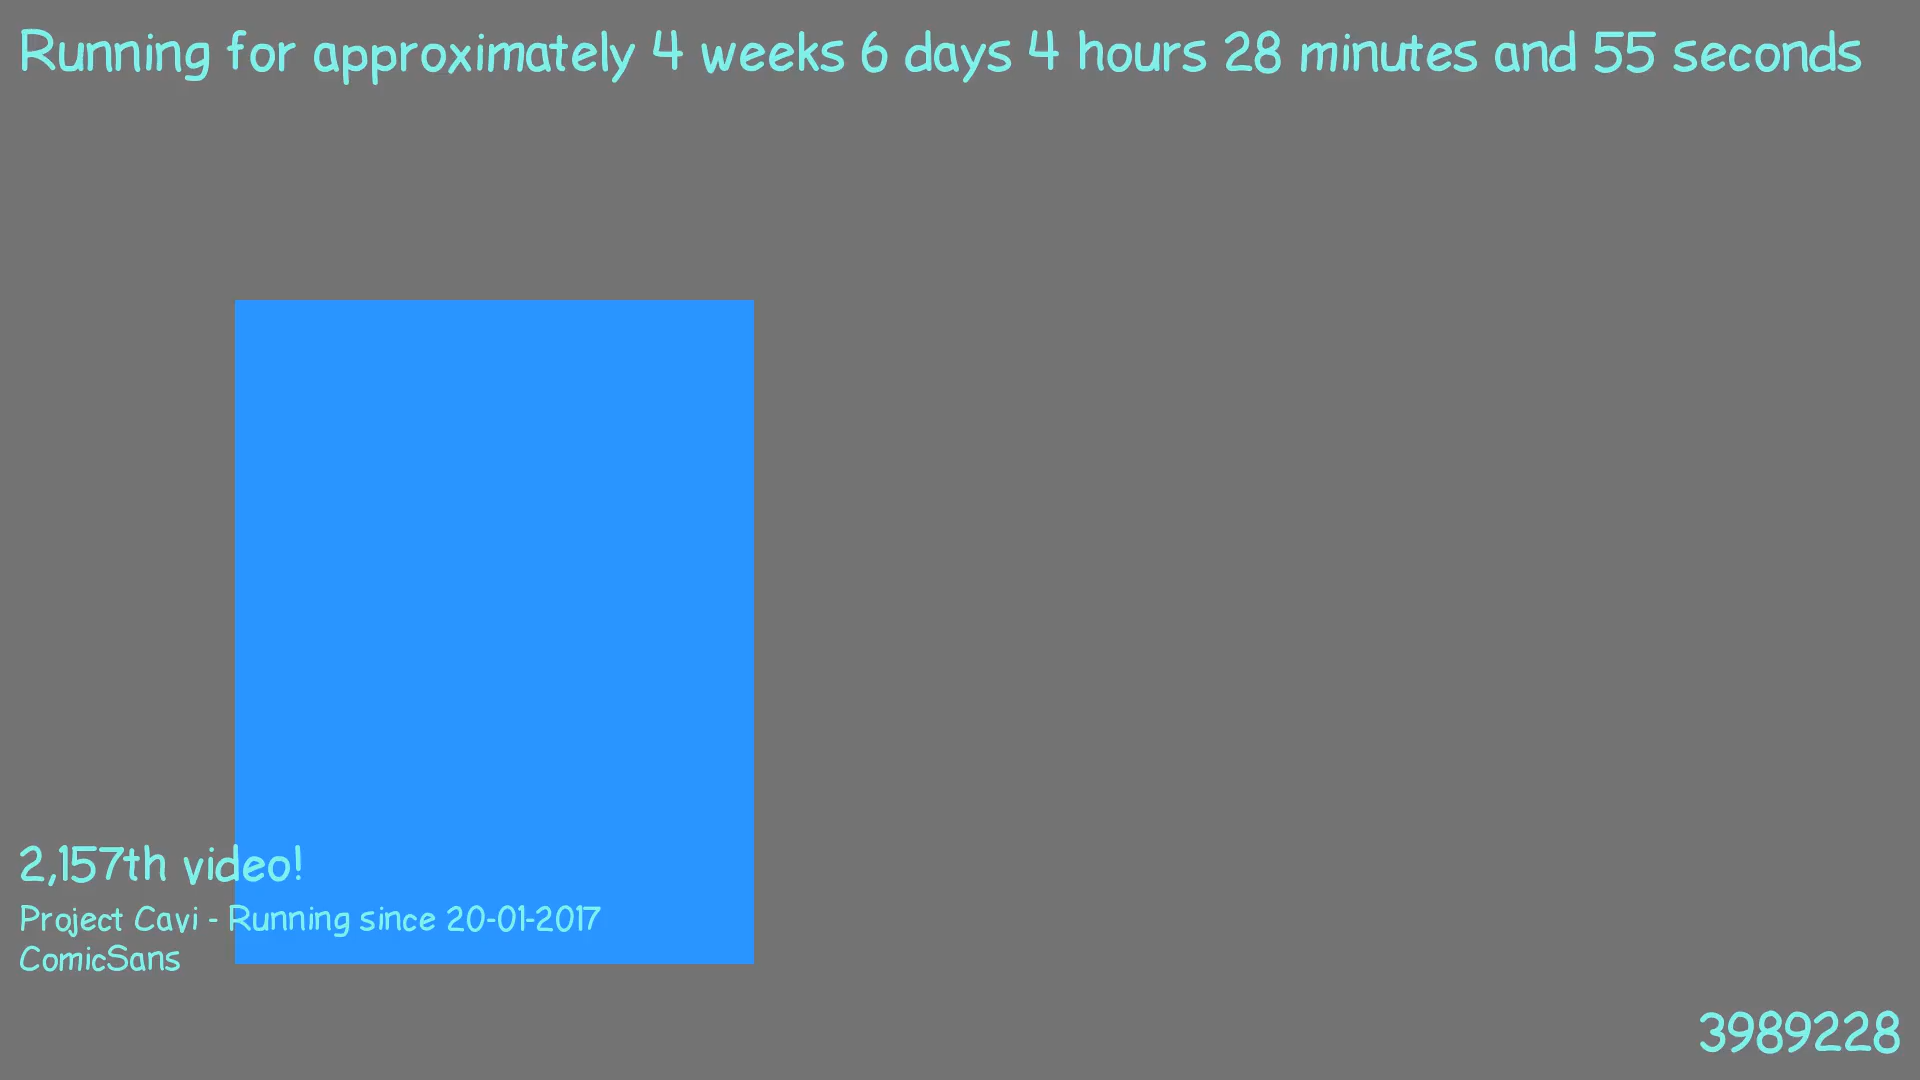 Running for approximately 4 weeks 6 days 4 hours 28 minutes and 55 seconds
2,157th video!
Project Cavi - Running since 20-01-2017
ComicSans
3989228